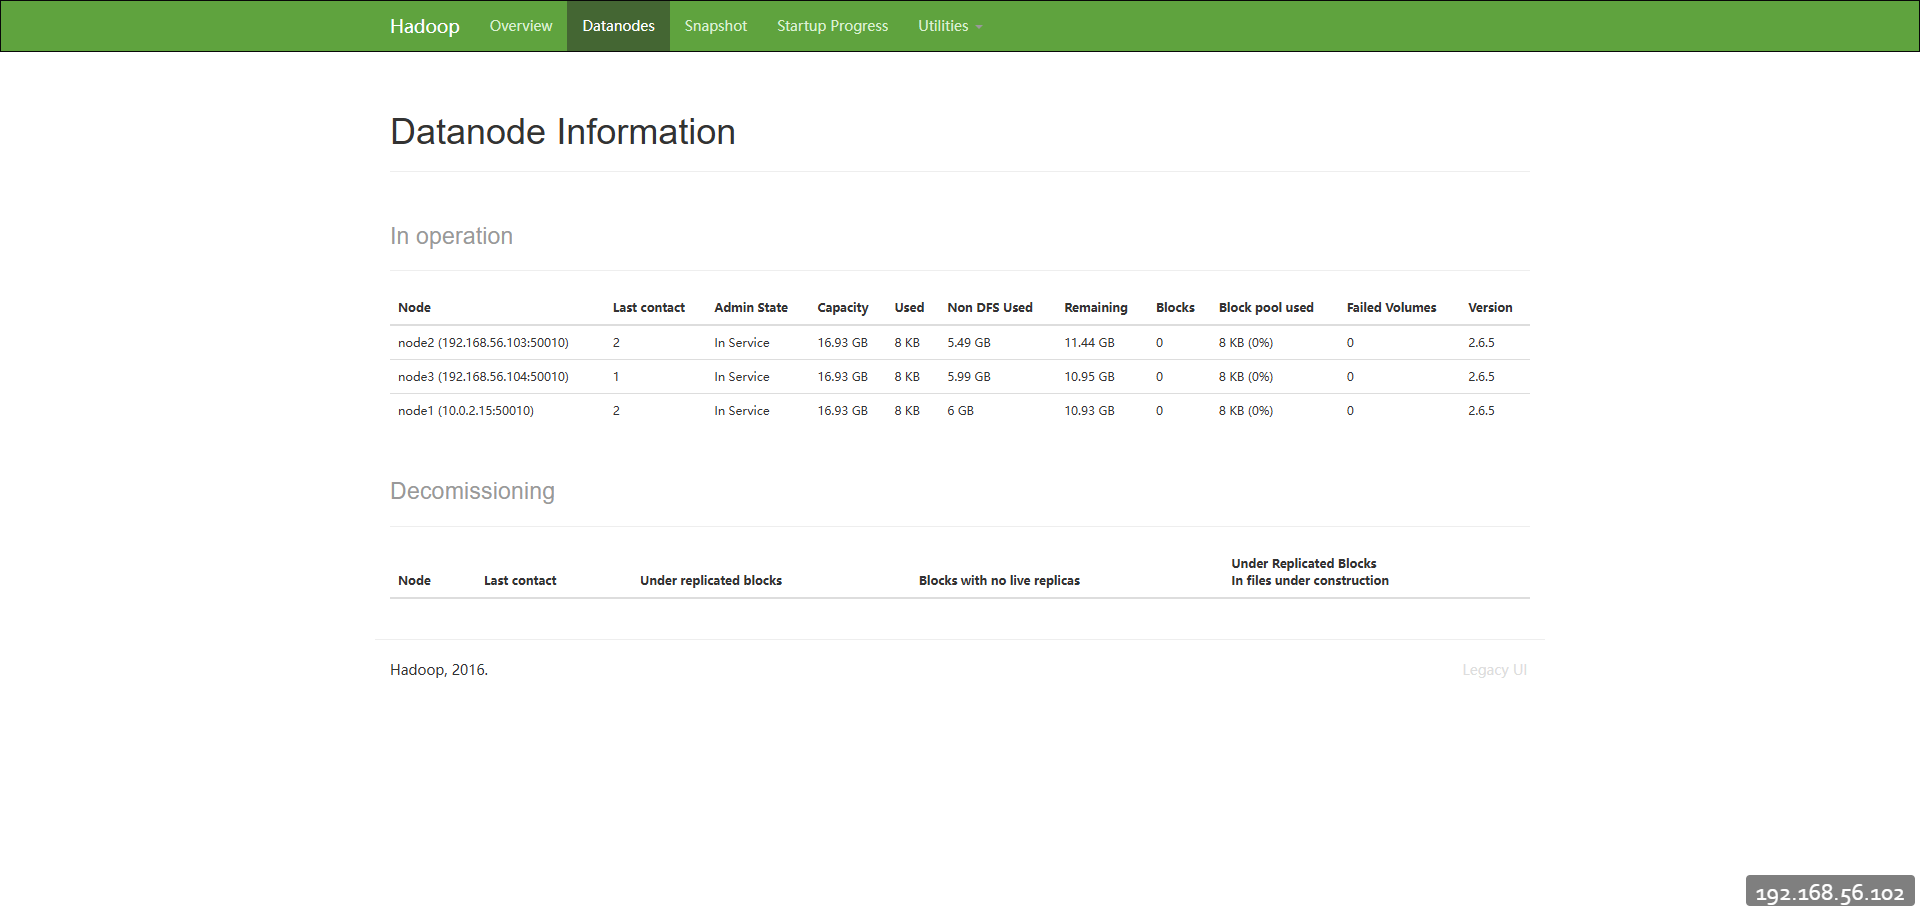 Hadoop Overview Datanodes Snapshot Startup Progress Utilities
Datanode Information
In operation
Node Last contact Admin State Capacity Used Non DFS Used Remaining Blocks Block pool used Failed Volumes Version
node2 (192.168.56.103:50010) 2 In Service 16.93 GB 8 KB 5.49 GB 11.44 GB 0 8 KB (0%) 0 2.6.5
node3 (192.168.56.104:50010) 1 In Service 16.93 GB 8 KB 5.99 GB 10.95 GB 0 8 KB (0%) 0 2.6.5
node1 (10.0.2.15:50010) 2 In Service 16.93 GB 8 KB 6 GB 10.93 GB 0 8 KB (0%) 0 2.6.5
Decomissioning
Node Last contact Under replicated blocks Blocks with no live replicas Under Replicated Blocks
In files under construction
Hadoop, 2016. Legacy UI
192.168.56.102